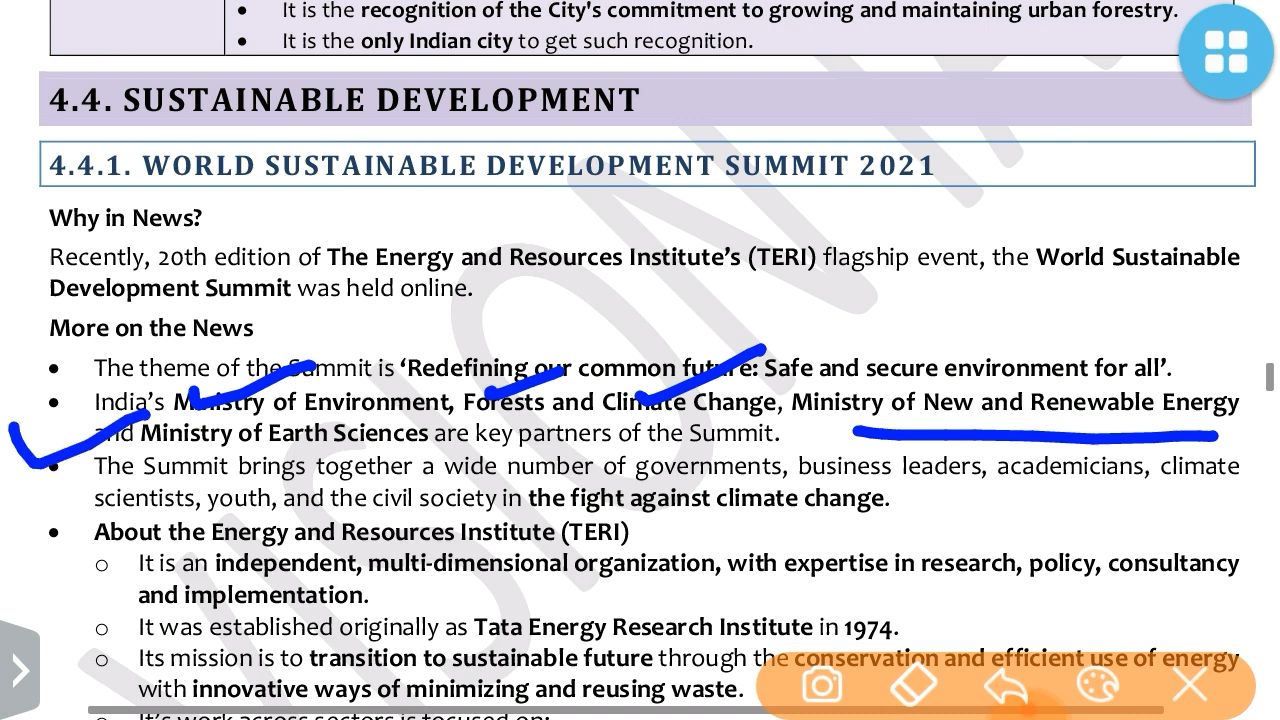 • It is the recognition of the City's commitment to growing and maintaining urban forestry.
• It is the only Indian city to get such recognition.
4.4. SUSTAINABLE DEVELOPMENT
4.4.1. WORLD SUSTAINABLE DEVELOPMENT SUMMIT 2021
Why in News?
Recently, 20th edition of The Energy and Resources Institute's (TERI) flagship event, the World Sustainable
Development Summit was held online.
More on the News
• The theme of the Summit is 'Redefining our common future: Safe and secure environment for all'.
• India's Ministry of Environment, Forests and Climate Change, Ministry of New and Renewable Energy
and Ministry of Earth Sciences are key partners of the Summit.
• The Summit brings together a wide number of governments, business leaders, academicians, climate
scientists, youth, and the civil society in the fight against climate change.
• About the Energy and Resources Institute (TERI)
o It is an independent, multi-dimensional organization, with expertise in research, policy, consultancy
and implementation.
o It was established originally as Tata Energy Research Institute in 1974.
o Its mission is to transition to sustainable future through the conservation and efficient use of energy
with innovative ways of minimizing and reusing waste.
o It's work across sectors is focused on: